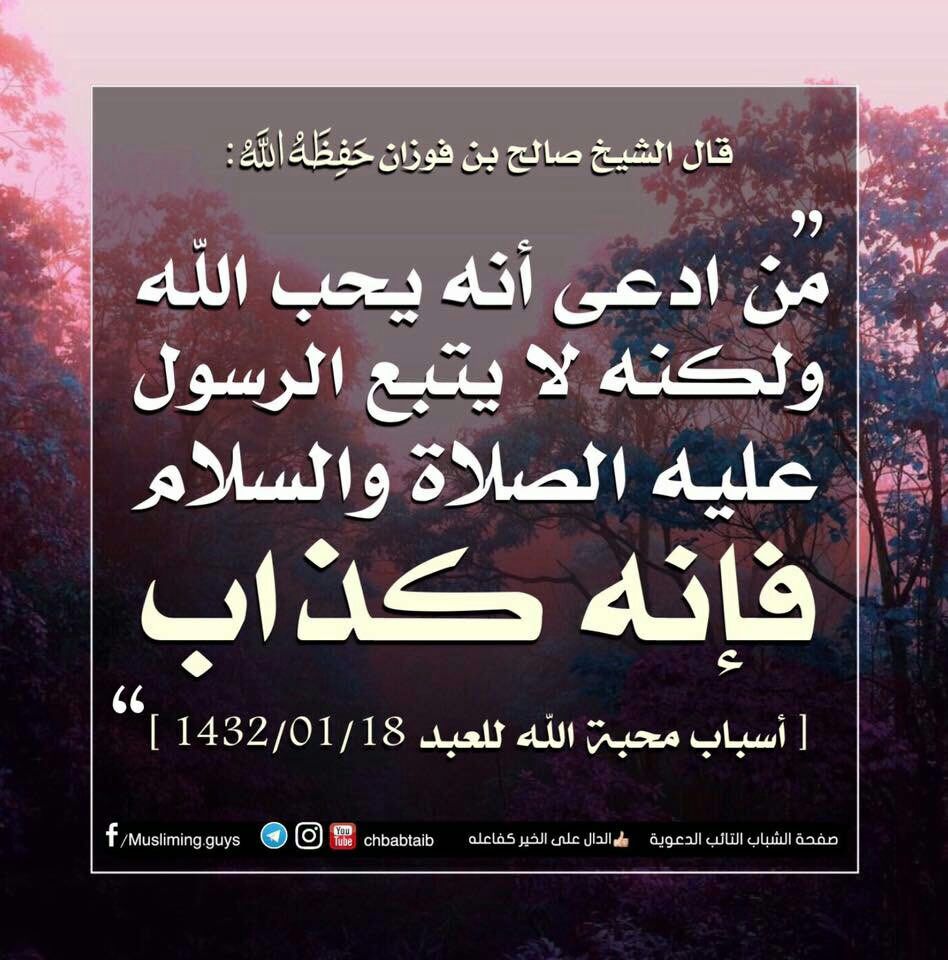 قال الشيخ صالح بن فوزان حَفِظَهُ اللَّهُ :
”
من ادعى أنه يحب الله
ولكنه لا يتبع الرسول
عليه الصلاة والسلام
فإنه كذاب
“
[ أسباب محبة الله للعبد 1432/01/18 ]
صفحة الشباب التائب الدعوية 👍الدال على الخير كفاعله chbabtaib You Tube f /Musliming.guys